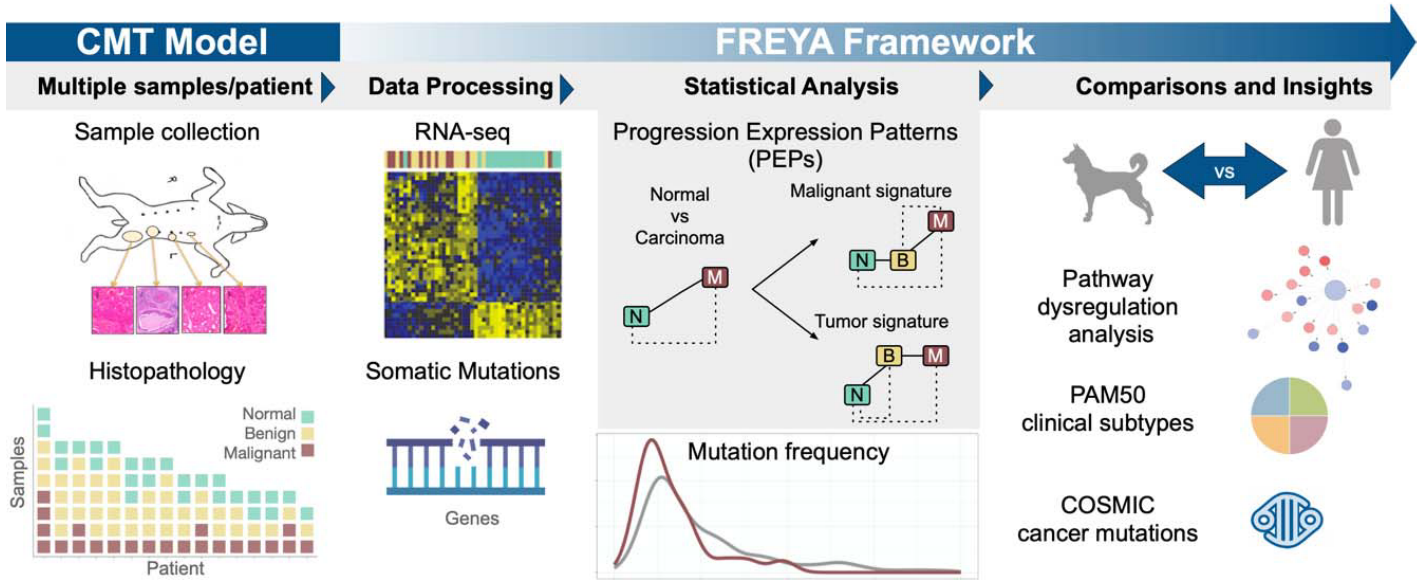 CMT Model
FREYA Framework
Multiple samples/patient
Data Processing
Statistical Analysis
Comparisons and Insights
Sample collection
R
L
Histopathology
Normal
Benign
Malignant
Samples
Patient
RNA-seq
Somatic Mutations
Genes
Progression Expression Patterns
(PEPs)
Normal
vs
Carcinoma
M
N
Malignant signature
M
N
B
Tumor signature
B
M
N
Mutation frequency
vs
Pathway
dysregulation
analysis
PAM50
clinical subtypes
COSMIC
cancer mutations